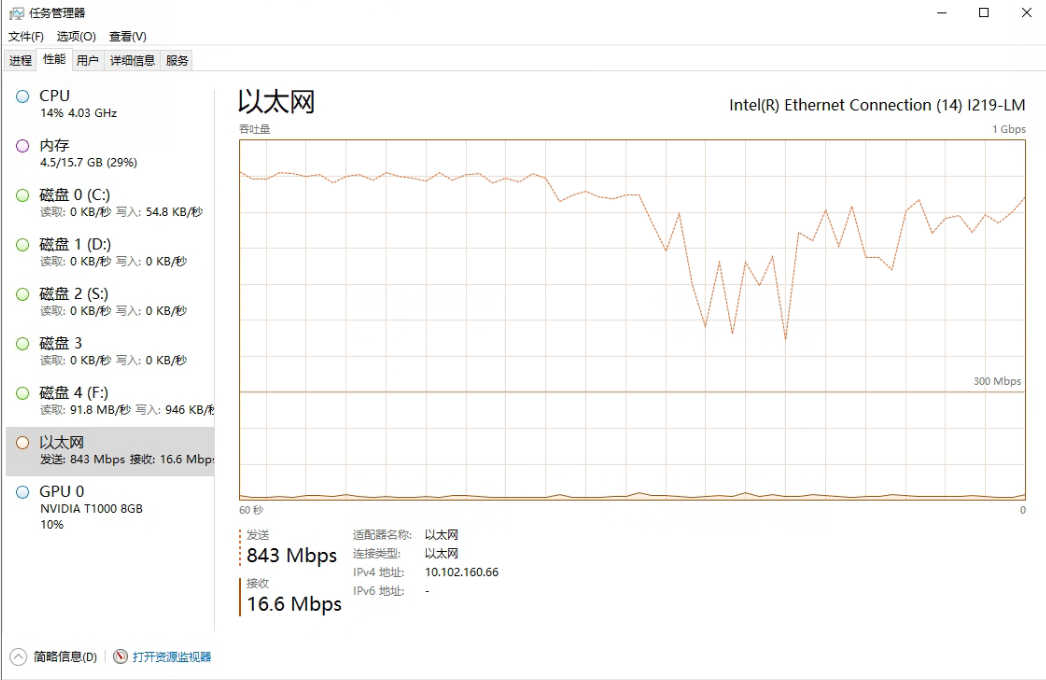 任务管理器
文件(F) 选项(O) 查看(V)
进程 性能 用户 详细信息 服务
CPU
14% 4.03 GHz
内存
4.5/15.7 GB (29%)
磁盘 0 (C:)
读取: 0 KB/秒 写入: 54.8 KB/秒
磁盘 1 (D:)
读取: 0 KB/秒 写入: 0 KB/秒
磁盘 2 (S:)
读取: 0 KB/秒 写入: 0 KB/秒
磁盘 3
读取: 0 KB/秒 写入: 0 KB/秒
磁盘 4 (F:)
读取: 91.8 MB/秒 写入: 946 KB/秒
以太网
发送: 843 Mbps 接收: 16.6 Mbps
GPU 0
NVIDIA T1000 8GB
10%
以太网
Intel(R) Ethernet Connection (14) I219-LM
吞吐量
1 Gbps
300 Mbps
60 秒
0
发送
843 Mbps
接收
16.6 Mbps
适配器名称: 以太网
连接类型: 以太网
IPv4 地址: 10.102.160.66
IPv6 地址: -
简略信息(D)
打开资源监视器